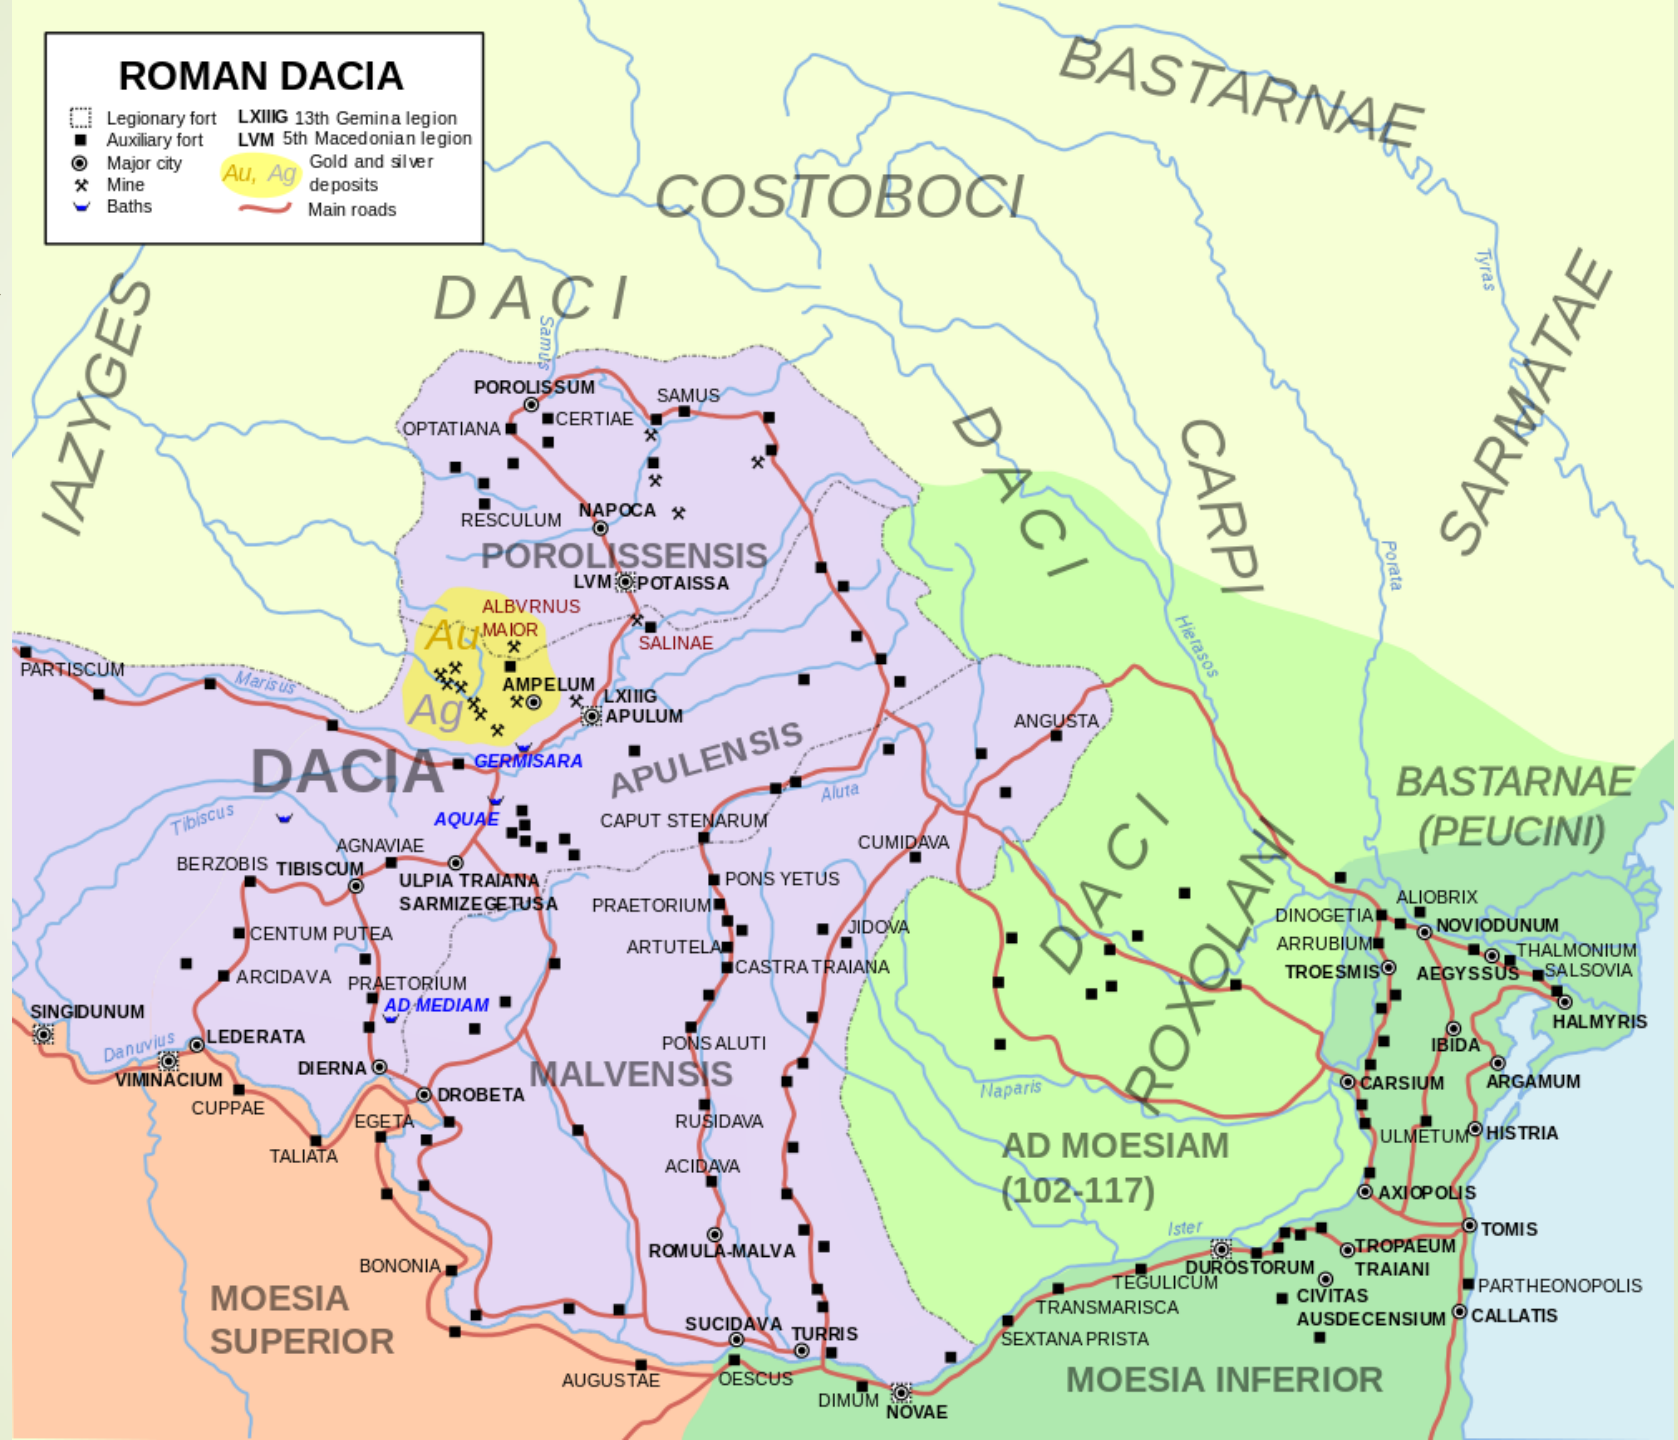 ROMAN DACIA
Legionary fort
Auxiliary fort
Major city
Mine
Baths
LXIIIG 13th Gemina legion
LVM 5th Macedonian legion
Au, Ag Gold and silver
deposits
Main roads
BASTARNAE
COSTOBOCI
DACI
IAZYGES
Samus
Tyras
SARMATAE
POROLISSUM
SAMUS
OPTATIANA
CERTIAE
DACI
CARPI
NAPOCA
RESCULUM
POROLISSENSIS
LVM
POTAISSA
Porata
Hierasos
ALBVRNUS
MAIOR
Au
SALINAE
PARTISCUM
Marisus
AMPELUM
Ag
LXIIIG
APULUM
ANGUSTA
DACIA
GERMISARA
APULENSIS
Aluta
BASTARNAE
(PEUCINI)
Tibiscus
AQUAE
CAPUT STENARUM
AGNAVIAE
CUMIDAVA
BERZOBIS
TIBISCUM
ULPIA TRAIANA
SARMIZEGETUSA
PONS YETUS
PRAETORIUM
DACI
ROXOLANI
ALIOBRIX
DINOGETIA
NOVIODUNUM
CENTUM PUTEA
ARTUTELA
JIDOVA
ARRUBIUM
THALMONIUM
ARCIDAVA
CASTRA TRAIANA
TROESMIS
AEGYSSUS
SALSOVIA
PRAETORIUM
AD MEDIAM
SINGIDUNUM
HALMYRIS
LEDERATA
Danuvius
PONS ALUTI
IBIDA
DIERNA
VIMINACIUM
MALVENSIS
Naparis
CARSIUM
ARGAMUM
DROBETA
CUPPAE
EGETA
RUSIDAVA
ULMETUM
HISTRIA
TALIATA
AD MOESIAM
(102-117)
ACIDAVA
AXIOPOLIS
Ister
TOMIS
ROMULA-MALVA
TROPAEUM
TRAIANI
BONONIA
DUROSTORUM
TEGULICUM
PARTHEONOPOLIS
MOESIA
SUPERIOR
CIVITAS
AUSDECENSIUM
TRANSMARISCA
CALLATIS
SUCIDAVA
TURRIS
SEXTANA PRISTA
AUGUSTAE
OESCUS
MOESIA INFERIOR
DIMUM
NOVAE